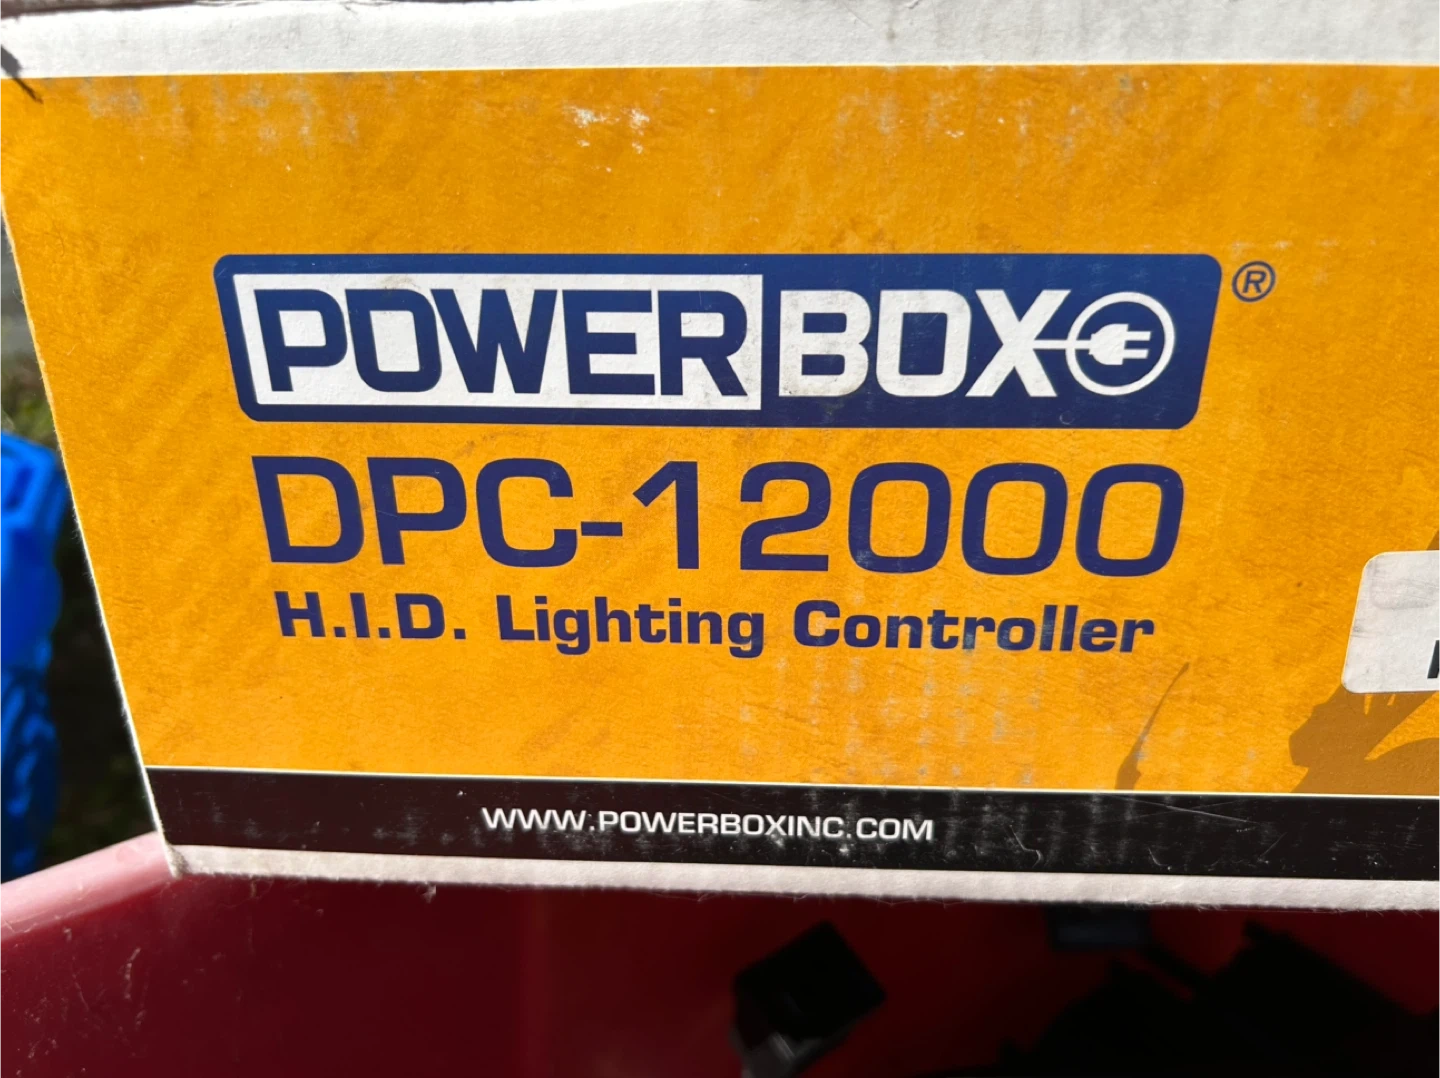 POWER BOX ®
DPC-12000
H.I.D. Lighting Controller
WWW.POWERBOXINC.COM